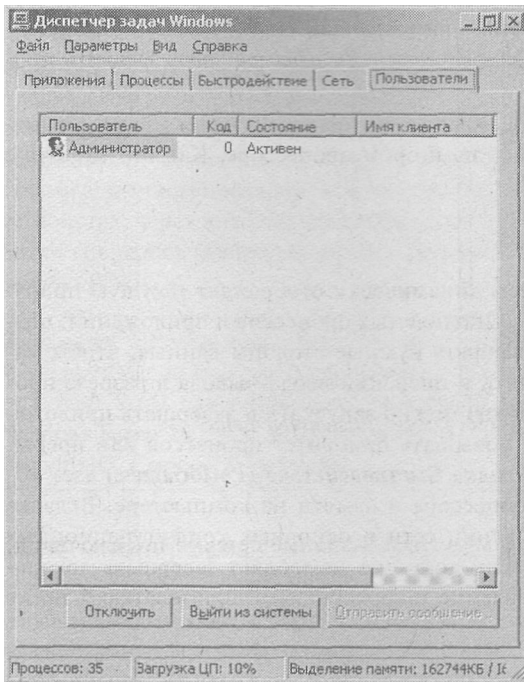 Диспетчер задач Windows
Файл Параметры Вид Справка
Приложения Процессы Быстродействие Сеть Пользователи
Пользователь Код Состояние Имя клиента
Администратор 0 Активен
Отключить Выйти из системы Отправить сообщение...
Процессов: 35 Загрузка ЦП: 10% Выделение памяти: 162744КБ /